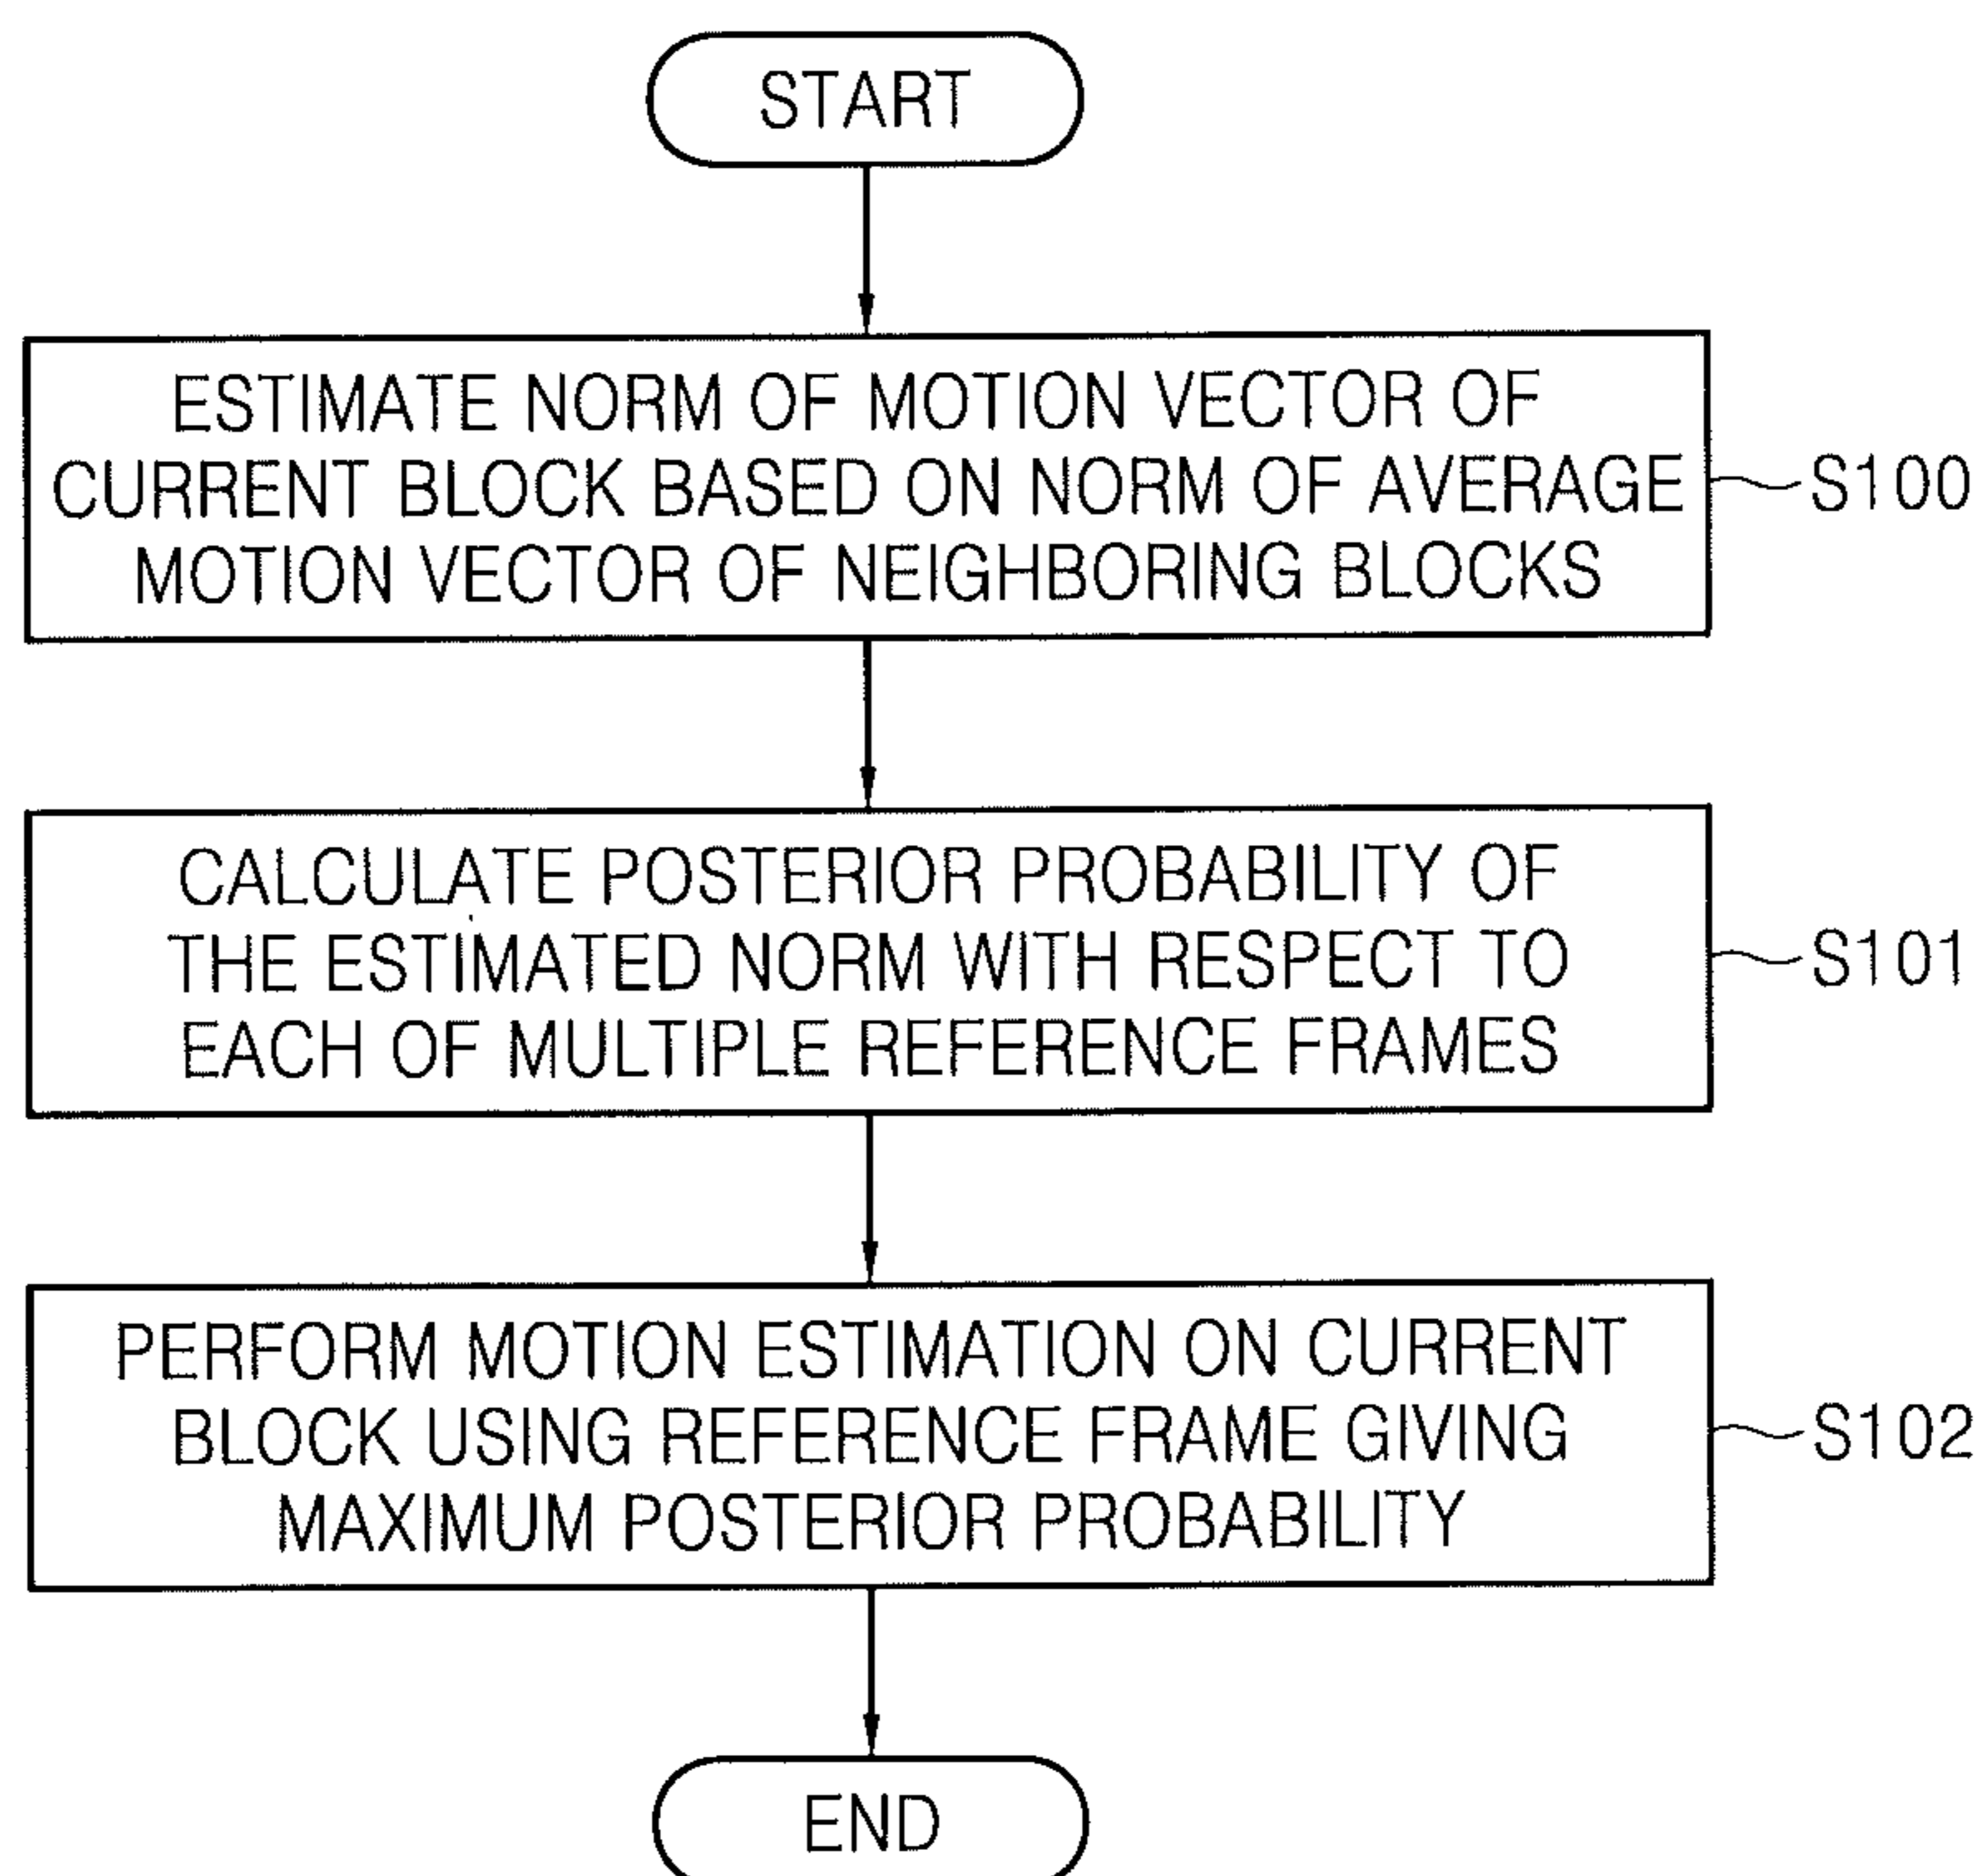 START
ESTIMATE NORM OF MOTION VECTOR OF
CURRENT BLOCK BASED ON NORM OF AVERAGE
MOTION VECTOR OF NEIGHBORING BLOCKS
S100
CALCULATE POSTERIOR PROBABILITY OF
THE ESTIMATED NORM WITH RESPECT TO
EACH OF MULTIPLE REFERENCE FRAMES
S101
PERFORM MOTION ESTIMATION ON CURRENT
BLOCK USING REFERENCE FRAME GIVING
MAXIMUM POSTERIOR PROBABILITY
S102
END